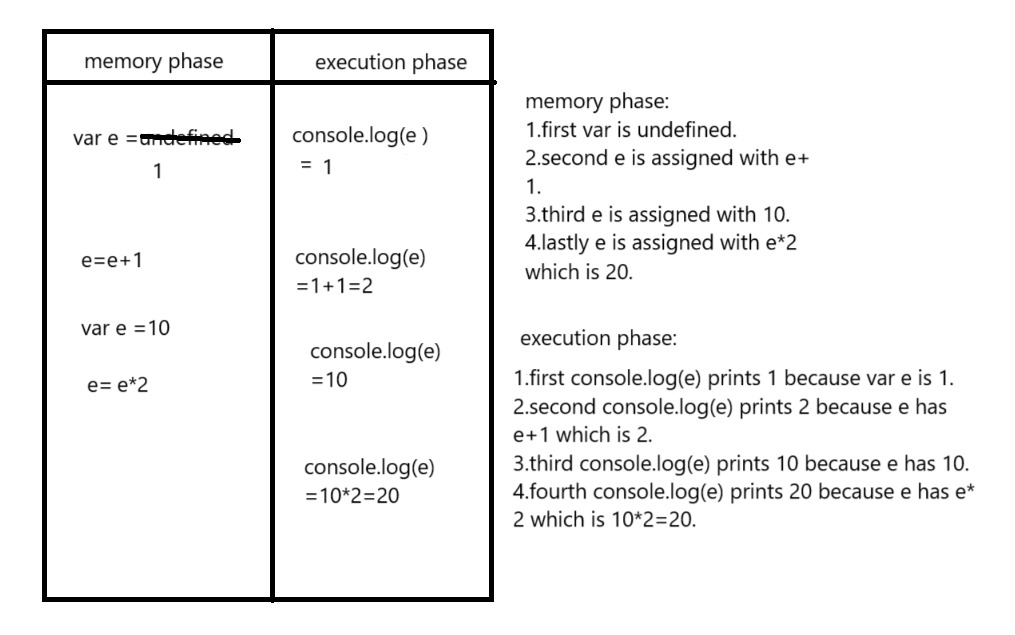 memory phase
execution phase
var e =undefined
1
e=e+1
var e =10
e= e*2
console.log(e )
= 1
console.log(e)
=1+1=2
console.log(e)
=10
console.log(e)
=10*2=20
memory phase:
1.first var is undefined.
2.second e is assigned with e+
1.
3.third e is assigned with 10.
4.lastly e is assigned with e*2
which is 20.
execution phase:
1.first console.log(e) prints 1 because var e is 1.
2.second console.log(e) prints 2 because e has
e+1 which is 2.
3.third console.log(e) prints 10 because e has 10.
4.fourth console.log(e) prints 20 because e has e*
2 which is 10*2=20.